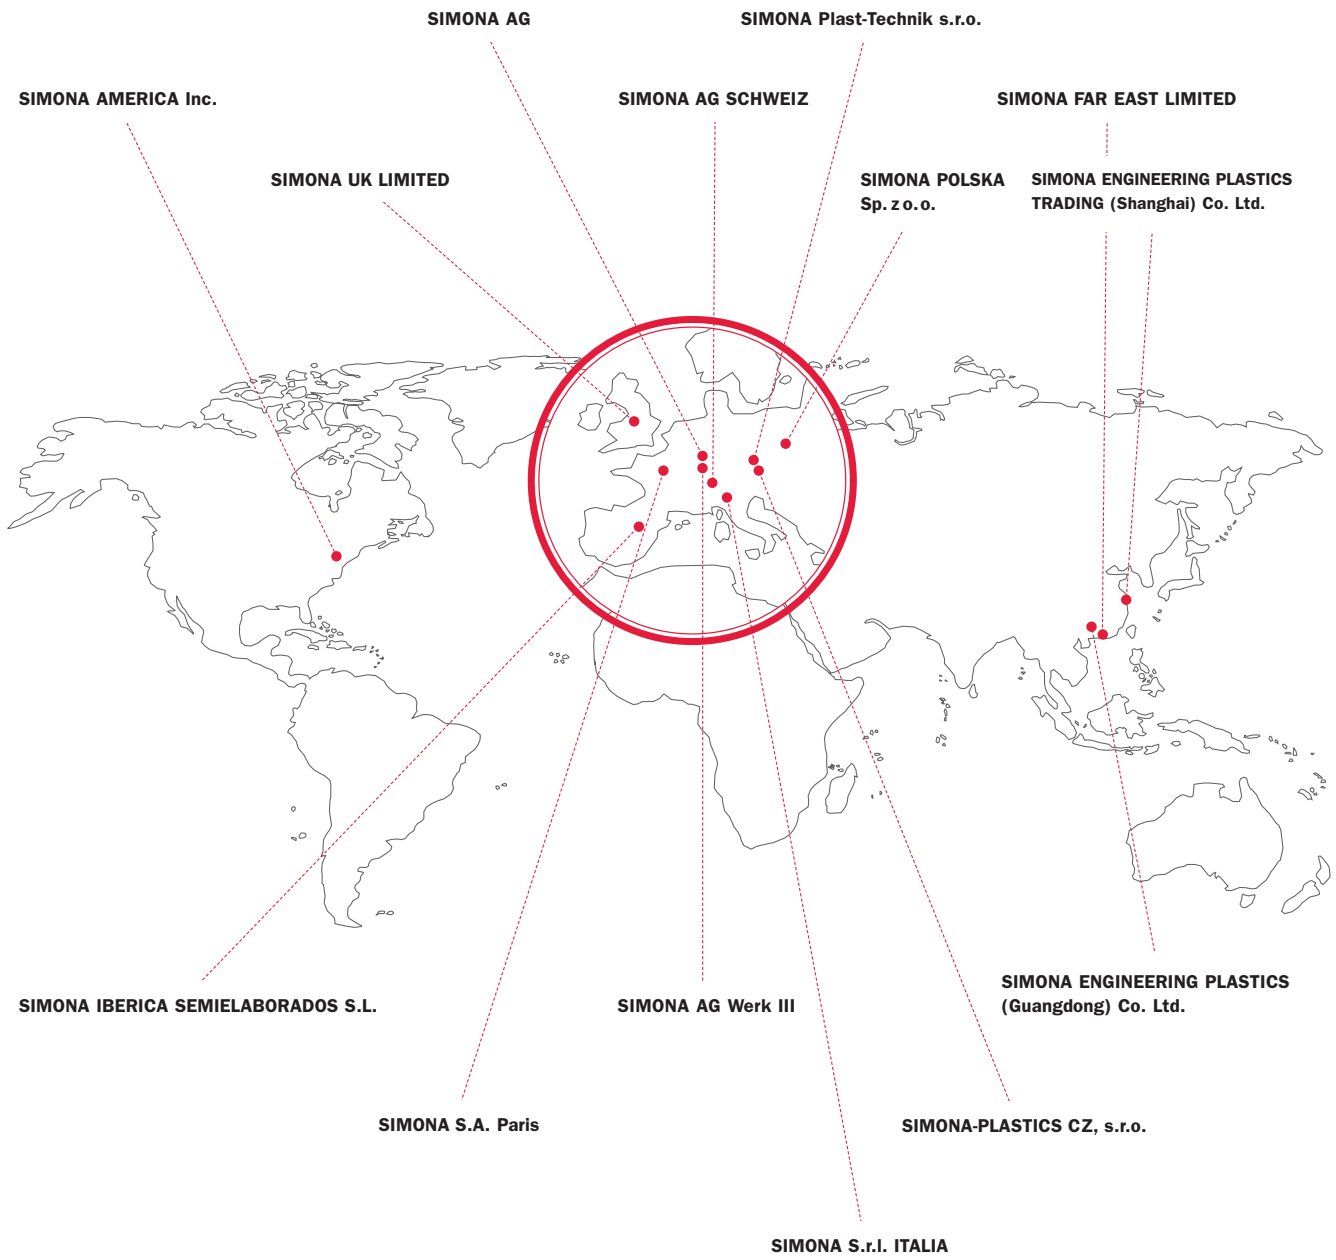 SIMONA AG
SIMONA Plast-Technik s.r.o.
SIMONA AMERICA Inc.
SIMONA AG SCHWEIZ
SIMONA FAR EAST LIMITED
SIMONA UK LIMITED
SIMONA POLSKA
Sp. z o. o.
SIMONA ENGINEERING PLASTICS
TRADING (Shanghai) Co. Ltd.
SIMONA ENGINEERING PLASTICS
(Guangdong) Co. Ltd.
SIMONA IBERICA SEMIELABORADOS S.L.
SIMONA AG Werk III
SIMONA S.A. Paris
SIMONA-PLASTICS CZ, s.r.o.
SIMONA S.r.l. ITALIA